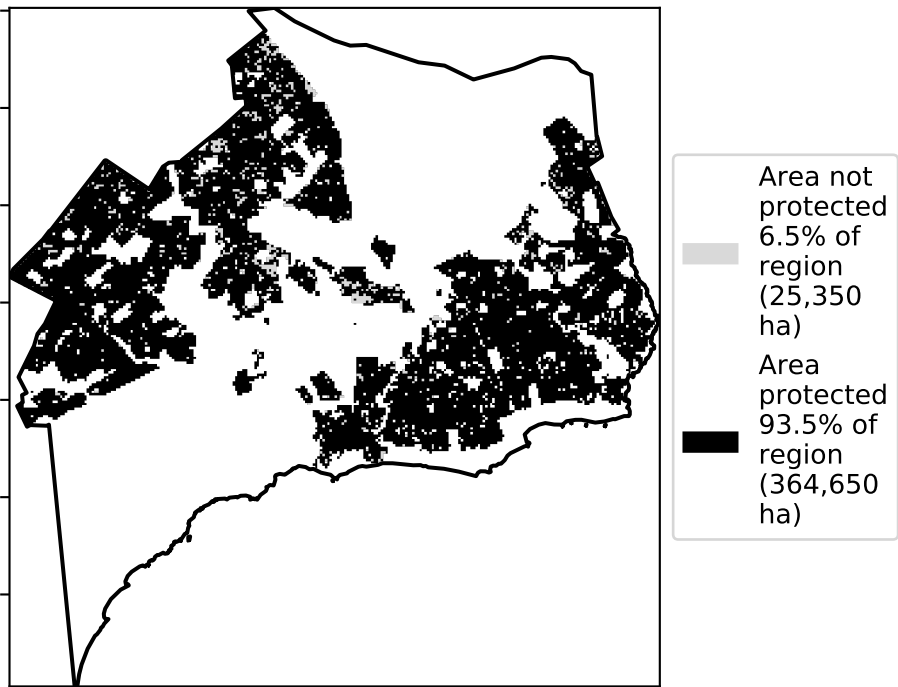 Area not
protected
6.5% of
region
(25,350
ha)
Area
protected
93.5% of
region
(364,650
ha)